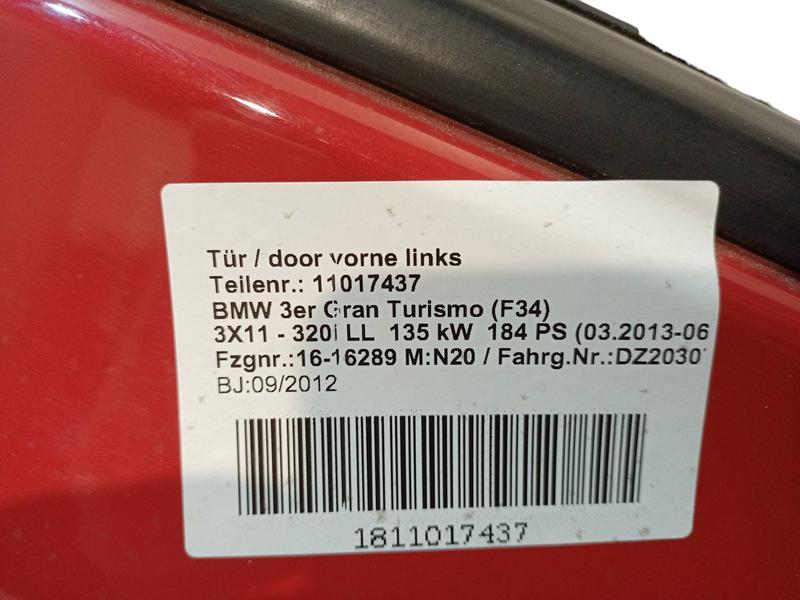 Tür / door vorne links
Teilenr.: 11017437
BMW 3er Gran Turismo (F34)
3X11 - 320i LL 135 kW 184 PS (03.2013-06
Fzgnr.:16-16289 M:N20 / Fahrg.Nr.:DZ2030
BJ:09/2012
1811017437